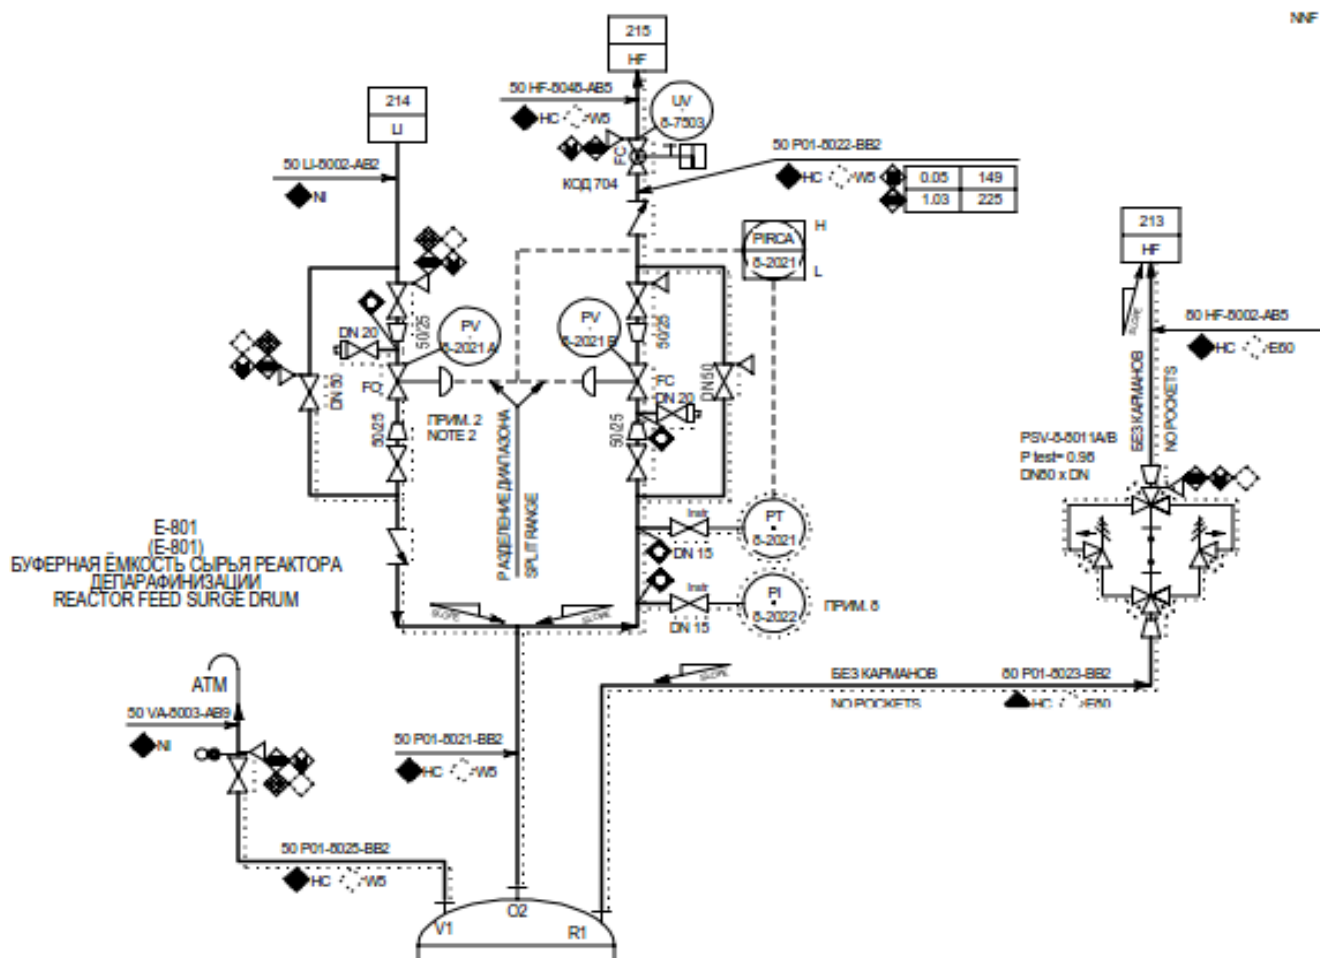 NNF
215
HF
50 HF-8048-AB5
HC W5
UV
8-7503
FC
КОД 704
214
LI
50 LI-8002-AB2
NI
50 P01-8022-BB2
HC W5
0.05 149
1.03 225
PIRCA
8-2021
H
L
213
HF
SLOPE
80 HF-8002-AB5
HC E60
БЕЗ КАРМАНОВ
NO POCKETS
PSV-8-8011A/B
P test= 0.98
DN80 x DN
DN 20
50/25
PV
8-2021 A
FO
DN 50
50/25
ПРИМ. 2
NOTE 2
PV
8-2021 B
50/25
FC
DN 20
DN 50
50/25
РАЗДЕЛЕНИЕ ДИАПАЗОНА
SPLIT RANGE
Instr
DN 15
PT
8-2021
Instr
DN 15
PI
8-2022
ПРИМ. 8
E-801
(E-801)
БУФЕРНАЯ ЁМКОСТЬ СЫРЬЯ РЕАКТОРА
ДЕПАРАФИНИЗАЦИИ
REACTOR FEED SURGE DRUM
SLOPE
SLOPE
SLOPE
БЕЗ КАРМАНОВ
NO POCKETS
80 P01-8023-BB2
HC E60
ATM
50 VA-8003-AB9
NI
50 P01-8021-BB2
HC W5
50 P01-8025-BB2
HC W5
V1
O2
R1